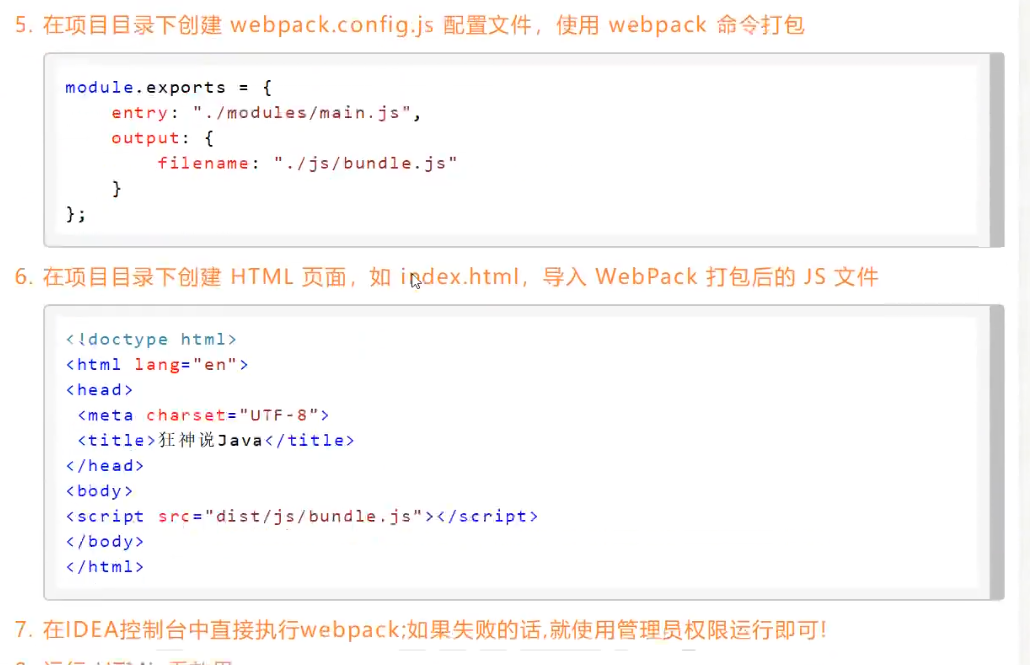 5. 在项目目录下创建 webpack.config.js 配置文件，使用 webpack 命令打包
module.exports = {
    entry: "./modules/main.js",
    output: {
        filename: "./js/bundle.js"
    }
};
6. 在项目目录下创建 HTML 页面，如 index.html，导入 WebPack 打包后的 JS 文件
<!doctype html>
<html lang="en">
<head>
 <meta charset="UTF-8">
 <title>狂神说Java</title>
</head>
<body>
<script src="dist/js/bundle.js"></script>
</body>
</html>
7. 在IDEA控制台中直接执行webpack;如果失败的话,就使用管理员权限运行即可!